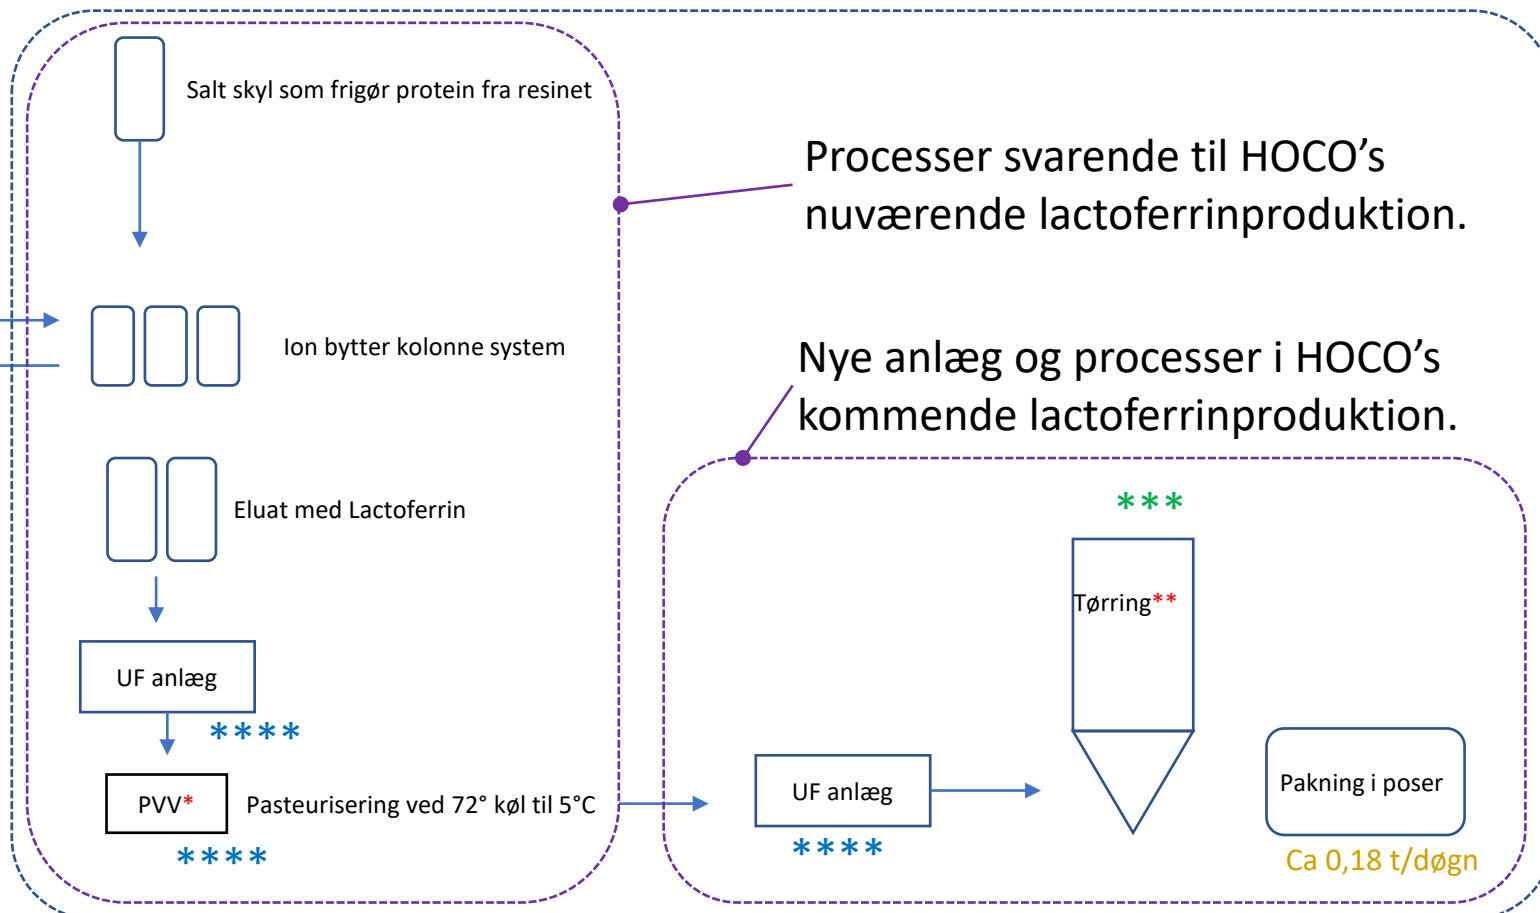 Salt skyl som frigør protein fra resinet
Processer svarende til HOCO’s
nuværende lactoferrinproduktion.
Ion bytter kolonne system
Nye anlæg og processer i HOCO’s
kommende lactoferrinproduktion.
Eluat med Lactoferrin
***
Tørring**
UF anlæg
****
PVV*
Pasteurisering ved 72° køl til 5°C
****
UF anlæg
****
Pakning i poser
Ca 0,18 t/døgn